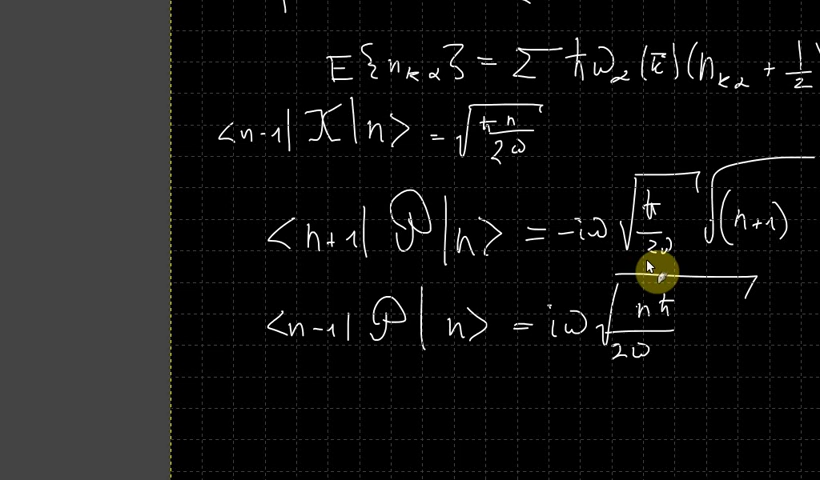 E{n_{kα}} = Σ ħω_α(k̄)(n_{kα} + 1/2)
<n-1| X |n> = √(ħn/2ω)
<n+1| P |n> = -iω √(ħ/2ω) √(n+1)
<n-1| P | n> = iω √(nħ/2ω)